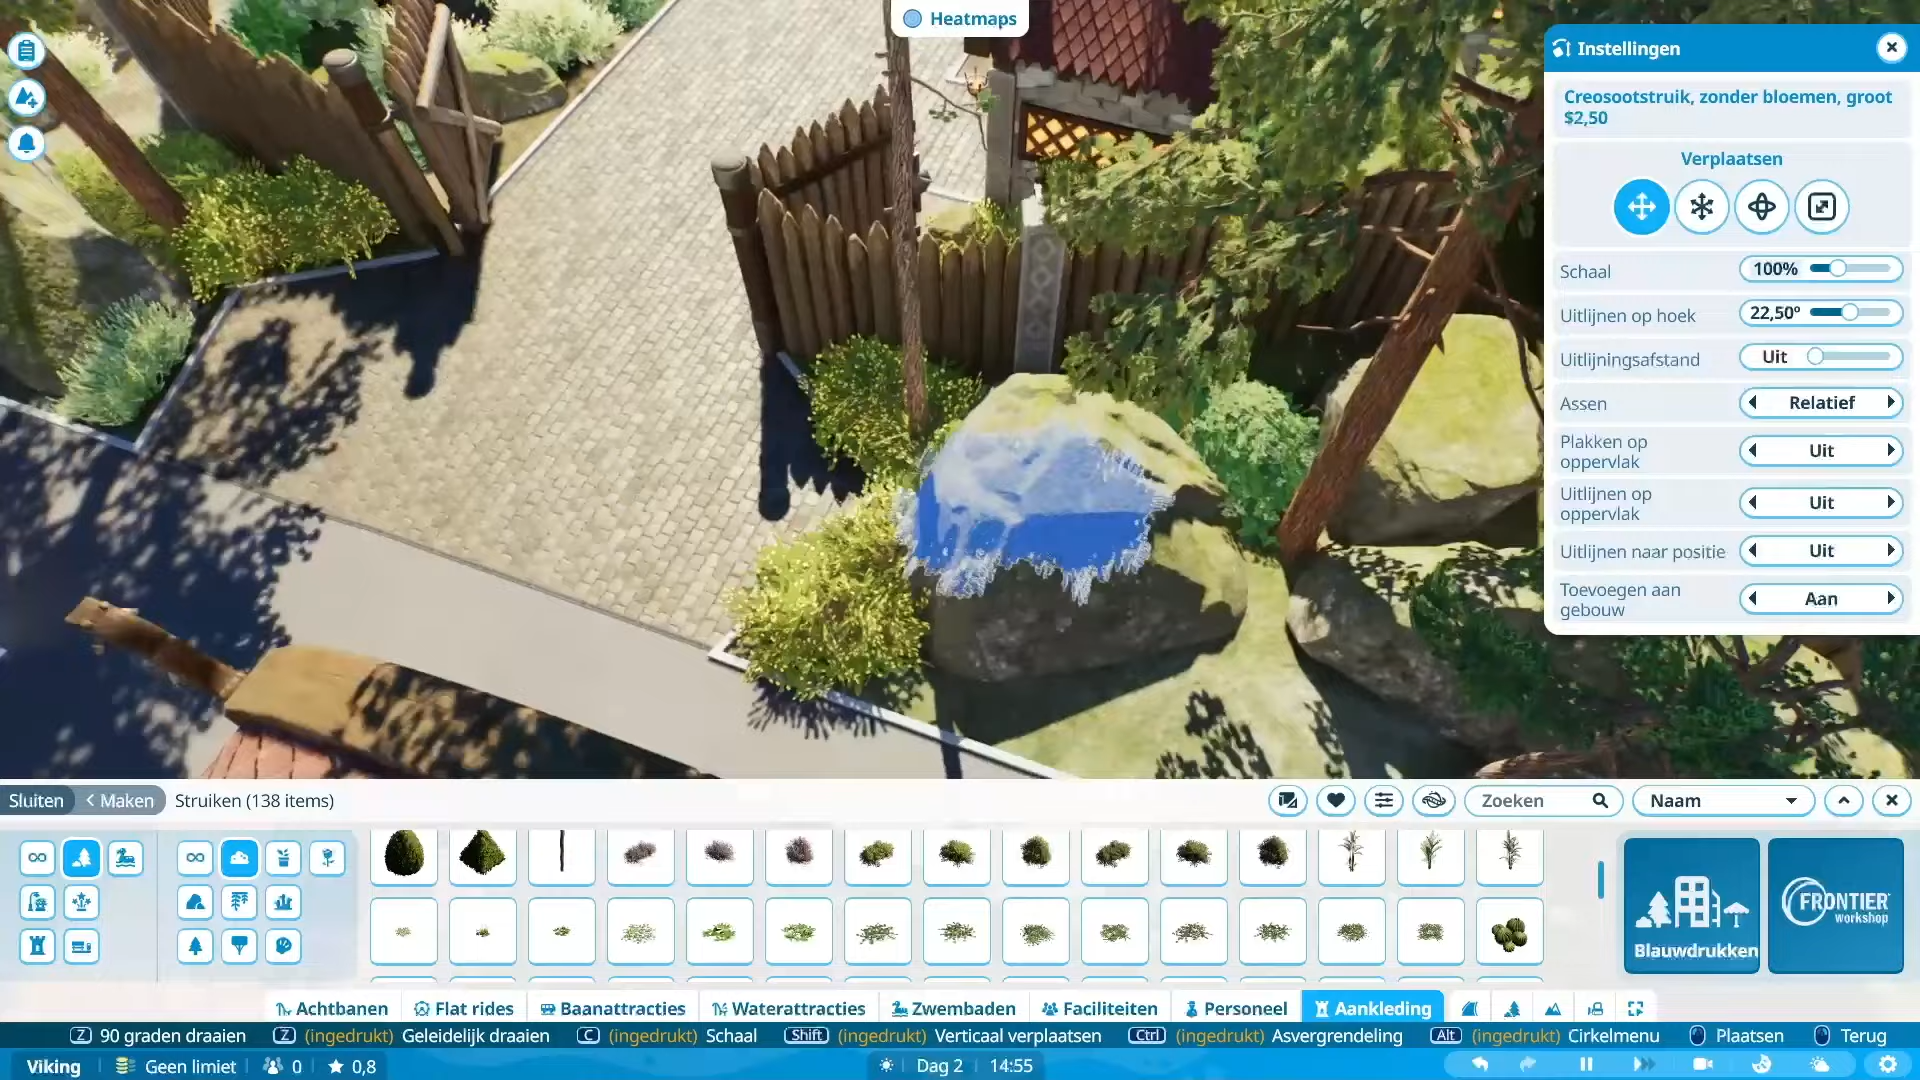 Heatmaps
Instellingen
Creosootstruik, zonder bloemen, groot
$2,50
Verplaatsen
Schaal
100%
Uitlijnen op hoek
22,50°
Uitlijningsafstand
Uit
Assen
Relatief
Plakken op
oppervlak
Uit
Uitlijnen op
oppervlak
Uit
Uitlijnen naar positie
Uit
Toevoegen aan
gebouw
Aan
Sluiten
Maken
Struiken (138 items)
Zoeken
Naam
Blauwdrukken
FRONTIER
workshop
Achtbanen
Flat rides
Baanattracties
Waterattracties
Zwembaden
Faciliteiten
Personeel
Aankleding
Z 90 graden draaien
Z (ingedrukt) Geleidelijk draaien
C (ingedrukt) Schaal
Shift (ingedrukt) Verticaal verplaatsen
Ctrl (ingedrukt) Asvergrendeling
Alt (ingedrukt) Cirkelmenu
Plaatsen
Terug
Viking
Geen limiet
0
0,8
Dag 2
14:55